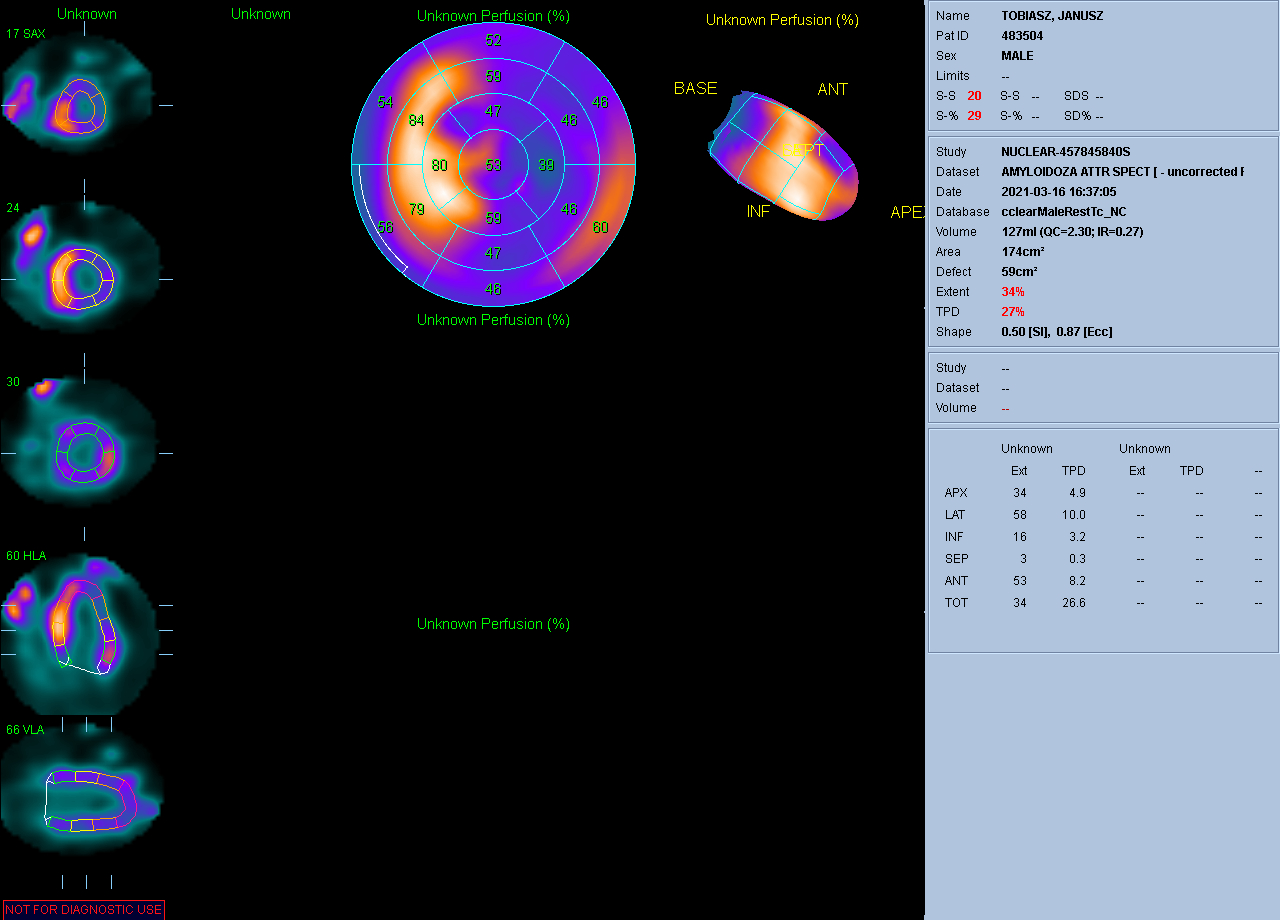 Unknown
Unknown
Unknown Perfusion (%)
Unknown Perfusion (%)
17 SAX
24
30
60 HLA
66 VLA
NOT FOR DIAGNOSTIC USE
52
59
54
46
47
84
46
80
53
39
79
59
46
56
60
47
46
Unknown Perfusion (%)
BASE
ANT
SEPT
INF
Unknown Perfusion (%)
Name TOBIASZ, JANUSZ
Pat ID 483504
Sex MALE
Limits --
S-S 20 S-S -- SDS --
S-% 29 S-% -- SD% --
Study NUCLEAR-457845840S
Dataset AMYLOIDOZA ATTR SPECT [ - uncorrected
Date 2021-03-16 16:37:05
Database cclearMaleRestTc_NC
Volume 127ml (QC=2.30; IR=0.27)
Area 174cm²
Defect 59cm²
Extent 34%
TPD 27%
Shape 0.50 [SI], 0.87 [Ecc]
Study --
Dataset --
Volume --
Unknown Unknown
Ext TPD Ext TPD --
APX 34 4.9 -- -- --
LAT 58 10.0 -- -- --
INF 16 3.2 -- -- --
SEP 3 0.3 -- -- --
ANT 53 8.2 -- -- --
TOT 34 26.6 -- -- --